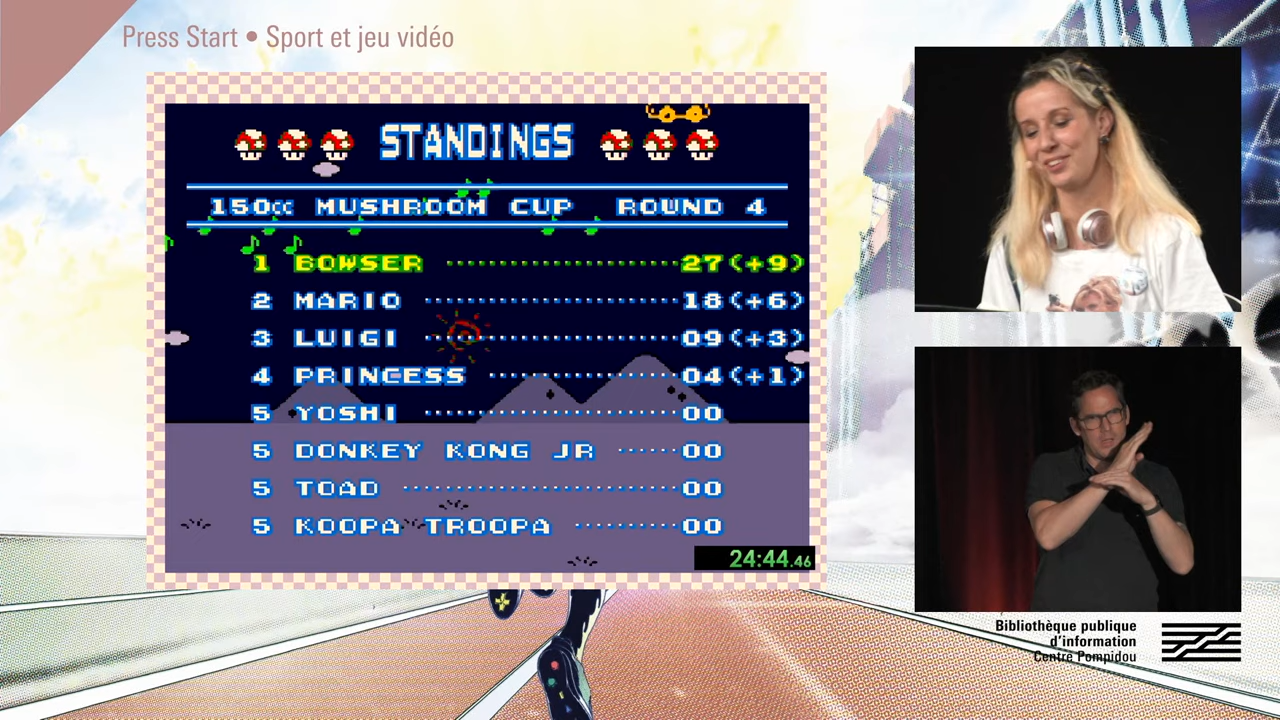 Press Start • Sport et jeu vidéo
STANDINGS
150cc MUSHROOM CUP ROUND 4
1 BOWSER 27(+9)
2 MARIO 18(+6)
3 LUIGI 09(+3)
4 PRINCESS 04(+1)
5 YOSHI 00
5 DONKEY KONG JR 00
5 TOAD 00
5 KOOPA TROOPA 00
24:44.46
Bibliothèque publique
d'information
Centre Pompidou